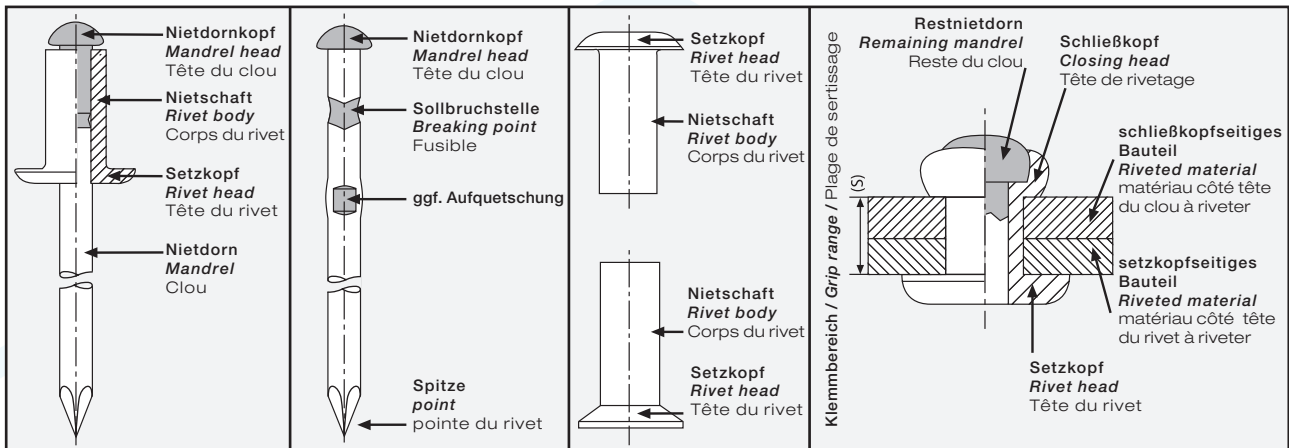 Nietdornkopf
Mandrel head
Tête du clou
Nietschaft
Rivet body
Corps du rivet
Setzkopf
Rivet head
Tête du rivet
Nietdorn
Mandrel
Clou
Nietdornkopf
Mandrel head
Tête du clou
Sollbruchstelle
Breaking point
Fusible
ggf. Aufquetschung
Spitze
point
pointe du rivet
Setzkopf
Rivet head
Tête du rivet
Nietschaft
Rivet body
Corps du rivet
Nietschaft
Rivet body
Corps du rivet
Setzkopf
Rivet head
Tête du rivet
Klemmbereich / Grip range / Plage de sertissage
(S)
Restnietdorn
Remaining mandrel
Reste du clou
Schließkopf
Closing head
Tête de rivetage
schließkopfseitiges
Bauteil
Riveted material
matériau côté tête
du clou à riveter
setzkopfseitiges
Bauteil
Riveted material
matériau côté tête
du rivet à riveter
Setzkopf
Rivet head
Tête du rivet